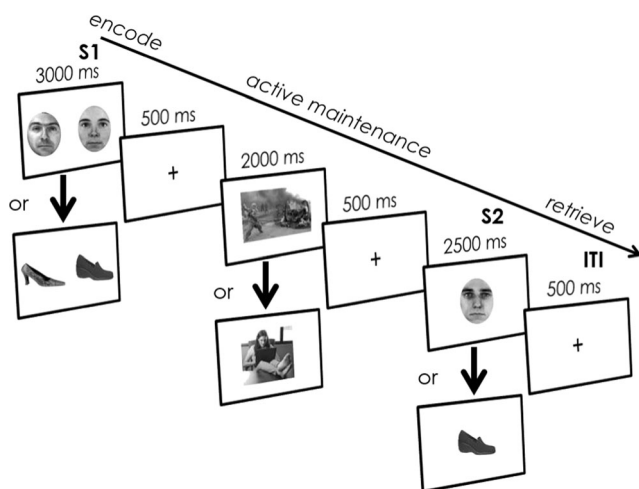 encode
S1
3000 ms
500 ms
active maintenance
2000 ms
or
500 ms
S2
retrieve
2500 ms
ITI
500 ms
or
or